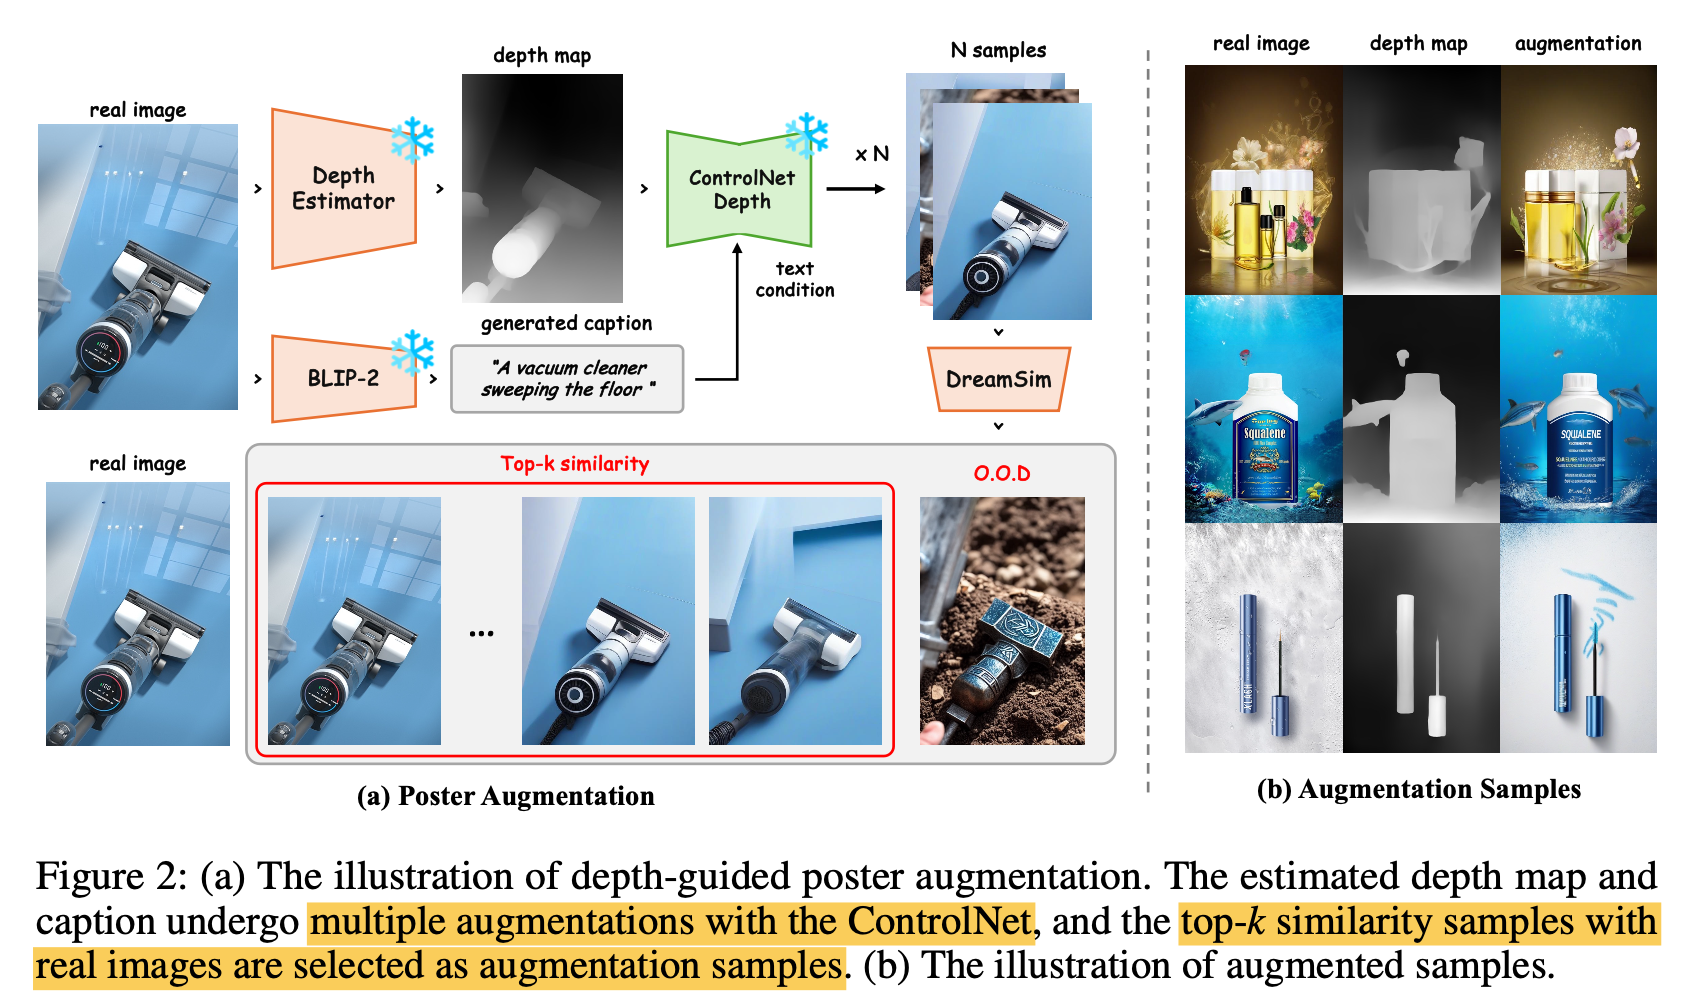 depth map
N samples
real image
Depth
Estimator
ControlNet
Depth
x N
text
condition
generated caption
BLIP-2
"A vacuum cleaner
sweeping the floor "
DreamSim
real image
Top-k similarity
O.O.D
...
(a) Poster Augmentation
real image
depth map
augmentation
Squalene
SQUALENE
XLASH
(b) Augmentation Samples
Figure 2: (a) The illustration of depth-guided poster augmentation. The estimated depth map and
caption undergo multiple augmentations with the ControlNet, and the top-k similarity samples with
real images are selected as augmentation samples. (b) The illustration of augmented samples.